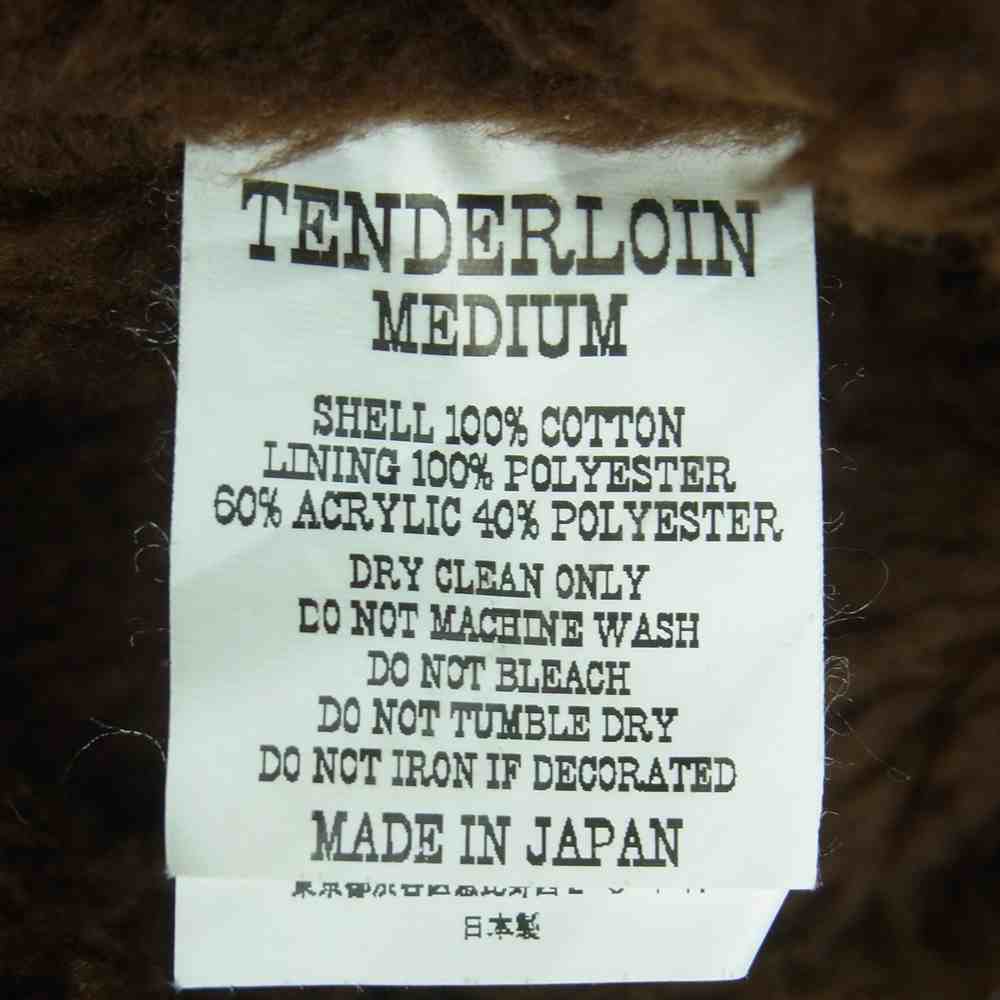 TENDERLOIN
MEDIUM
SHELL 100% COTTON
LINING 100% POLYESTER
60% ACRYLIC 40% POLYESTER
DRY CLEAN ONLY
DO NOT MACHINE WASH
DO NOT BLEACH
DO NOT TUMBLE DRY
DO NOT IRON IF DECORATED
MADE IN JAPAN
日本製